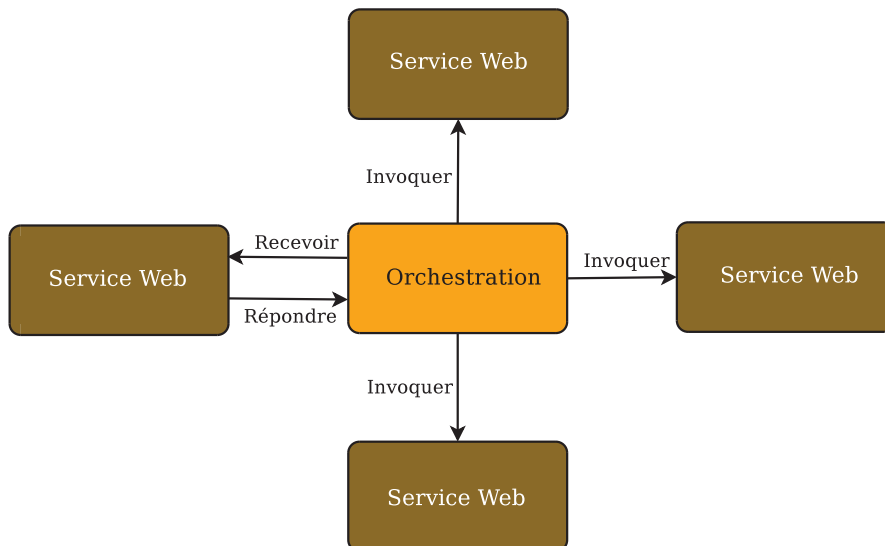 Service Web
Invoquer
Recevoir
Invoquer
Service Web
Orchestration
Service Web
Répondre
Invoquer
Service Web